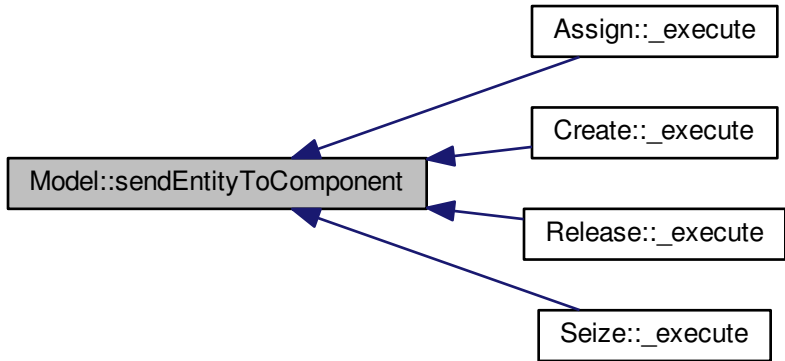 Assign::_execute
Create::_execute
Model::sendEntityToComponent
Release::_execute
Seize::_execute